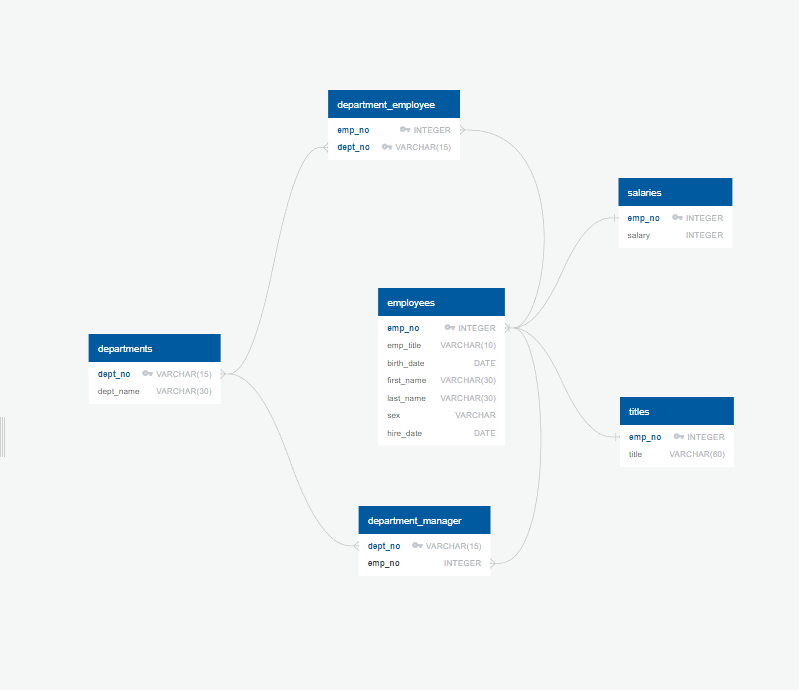 department_employee
emp_no INTEGER
dept_no VARCHAR(15)
salaries
emp_no INTEGER
salary INTEGER
employees
emp_no INTEGER
emp_title VARCHAR(10)
birth_date DATE
first_name VARCHAR(30)
last_name VARCHAR(30)
sex VARCHAR
hire_date DATE
departments
dept_no VARCHAR(15)
dept_name VARCHAR(30)
titles
emp_no INTEGER
title VARCHAR(60)
department_manager
dept_no VARCHAR(15)
emp_no INTEGER